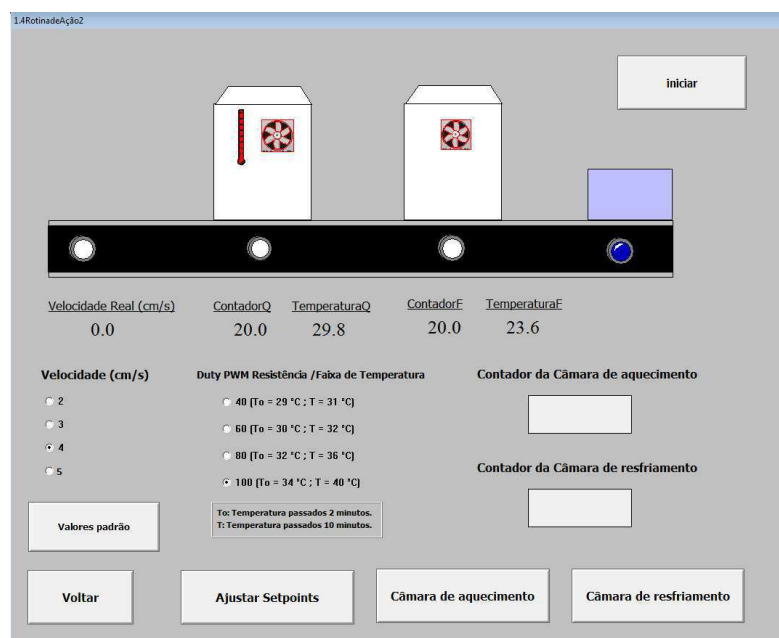 1.4RotinadeAção2
iniciar
Velocidade Real (cm/s)
0.0
ContadorQ
20.0
TemperaturaQ
29.8
ContadorF
20.0
TemperaturaF
23.6
Velocidade (cm/s)
2
3
4
5
Duty PWM Resistência /Faixa de Temperatura
40 (To = 29 °C ; T = 31 °C)
60 (To = 30 °C ; T = 32 °C)
80 (To = 32 °C ; T = 36 °C)
100 (To = 34 °C ; T = 40 °C)
To: Temperatura passados 2 minutos.
T: Temperatura passados 10 minutos.
Contador da Câmara de aquecimento
Contador da Câmara de resfriamento
Valores padrão
Voltar
Ajustar Setpoints
Câmara de aquecimento
Câmara de resfriamento